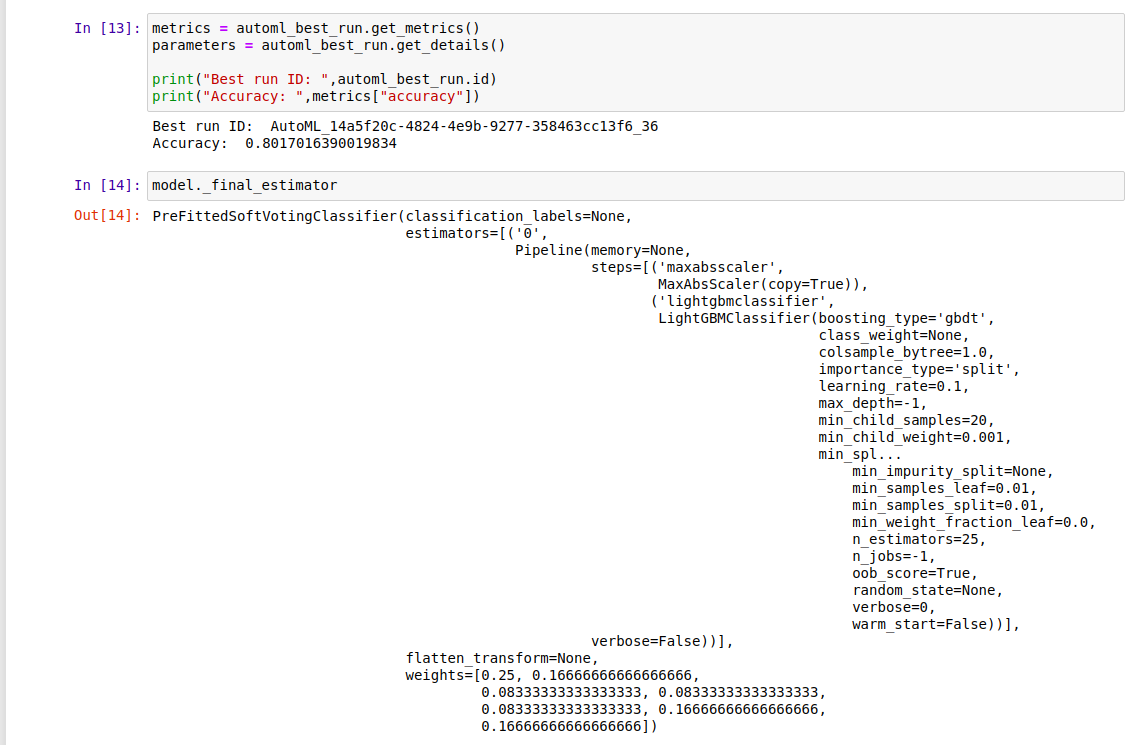 In [13]: metrics = automl_best_run.get_metrics()
parameters = automl_best_run.get_details()
print("Best run ID: ",automl_best_run.id)
print("Accuracy: ",metrics["accuracy"])
Best run ID:  AutoML_14a5f20c-4824-4e9b-9277-358463cc13f6_36
Accuracy:  0.8017016390019834
In [14]: model._final_estimator
Out[14]: PreFittedSoftVotingClassifier(classification_labels=None,
estimators=[('0',
Pipeline(memory=None,
steps=[('maxabsscaler',
MaxAbsScaler(copy=True)),
('lightgbmclassifier',
LightGBMClassifier(boosting_type='gbdt',
class_weight=None,
colsample_bytree=1.0,
importance_type='split',
learning_rate=0.1,
max_depth=-1,
min_child_samples=20,
min_child_weight=0.001,
min_spl...
min_impurity_split=None,
min_samples_leaf=0.01,
min_samples_split=0.01,
min_weight_fraction_leaf=0.0,
n_estimators=25,
n_jobs=-1,
oob_score=True,
random_state=None,
verbose=0,
warm_start=False))],
verbose=False))],
flatten_transform=None,
weights=[0.25, 0.16666666666666666,
0.08333333333333333, 0.08333333333333333,
0.08333333333333333, 0.16666666666666666,
0.16666666666666666])